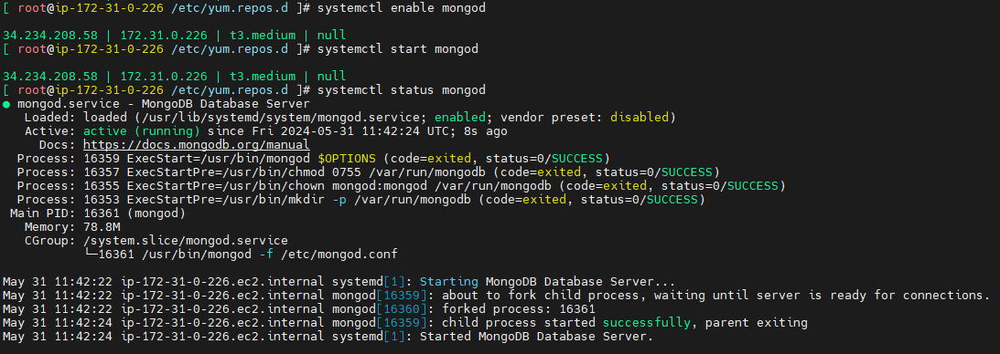 [ root@ip-172-31-0-226 /etc/yum.repos.d ]# systemctl enable mongod
34.234.208.58 | 172.31.0.226 | t3.medium | null
[ root@ip-172-31-0-226 /etc/yum.repos.d ]# systemctl start mongod
34.234.208.58 | 172.31.0.226 | t3.medium | null
[ root@ip-172-31-0-226 /etc/yum.repos.d ]# systemctl status mongod
● mongod.service - MongoDB Database Server
Loaded: loaded (/usr/lib/systemd/system/mongod.service; enabled; vendor preset: disabled)
Active: active (running) since Fri 2024-05-31 11:42:24 UTC; 8s ago
Docs: https://docs.mongodb.org/manual
Process: 16359 ExecStart=/usr/bin/mongod $OPTIONS (code=exited, status=0/SUCCESS)
Process: 16357 ExecStartPre=/usr/bin/chmod 0755 /var/run/mongodb (code=exited, status=0/SUCCESS)
Process: 16355 ExecStartPre=/usr/bin/chown mongod:mongod /var/run/mongodb (code=exited, status=0/SUCCESS)
Process: 16353 ExecStartPre=/usr/bin/mkdir -p /var/run/mongodb (code=exited, status=0/SUCCESS)
Main PID: 16361 (mongod)
Memory: 78.8M
CGroup: /system.slice/mongod.service
└─16361 /usr/bin/mongod -f /etc/mongod.conf
May 31 11:42:22 ip-172-31-0-226.ec2.internal systemd[1]: Starting MongoDB Database Server...
May 31 11:42:22 ip-172-31-0-226.ec2.internal mongod[16359]: about to fork child process, waiting until server is ready for connections.
May 31 11:42:22 ip-172-31-0-226.ec2.internal mongod[16360]: forked process: 16361
May 31 11:42:24 ip-172-31-0-226.ec2.internal mongod[16359]: child process started successfully, parent exiting
May 31 11:42:24 ip-172-31-0-226.ec2.internal systemd[1]: Started MongoDB Database Server.